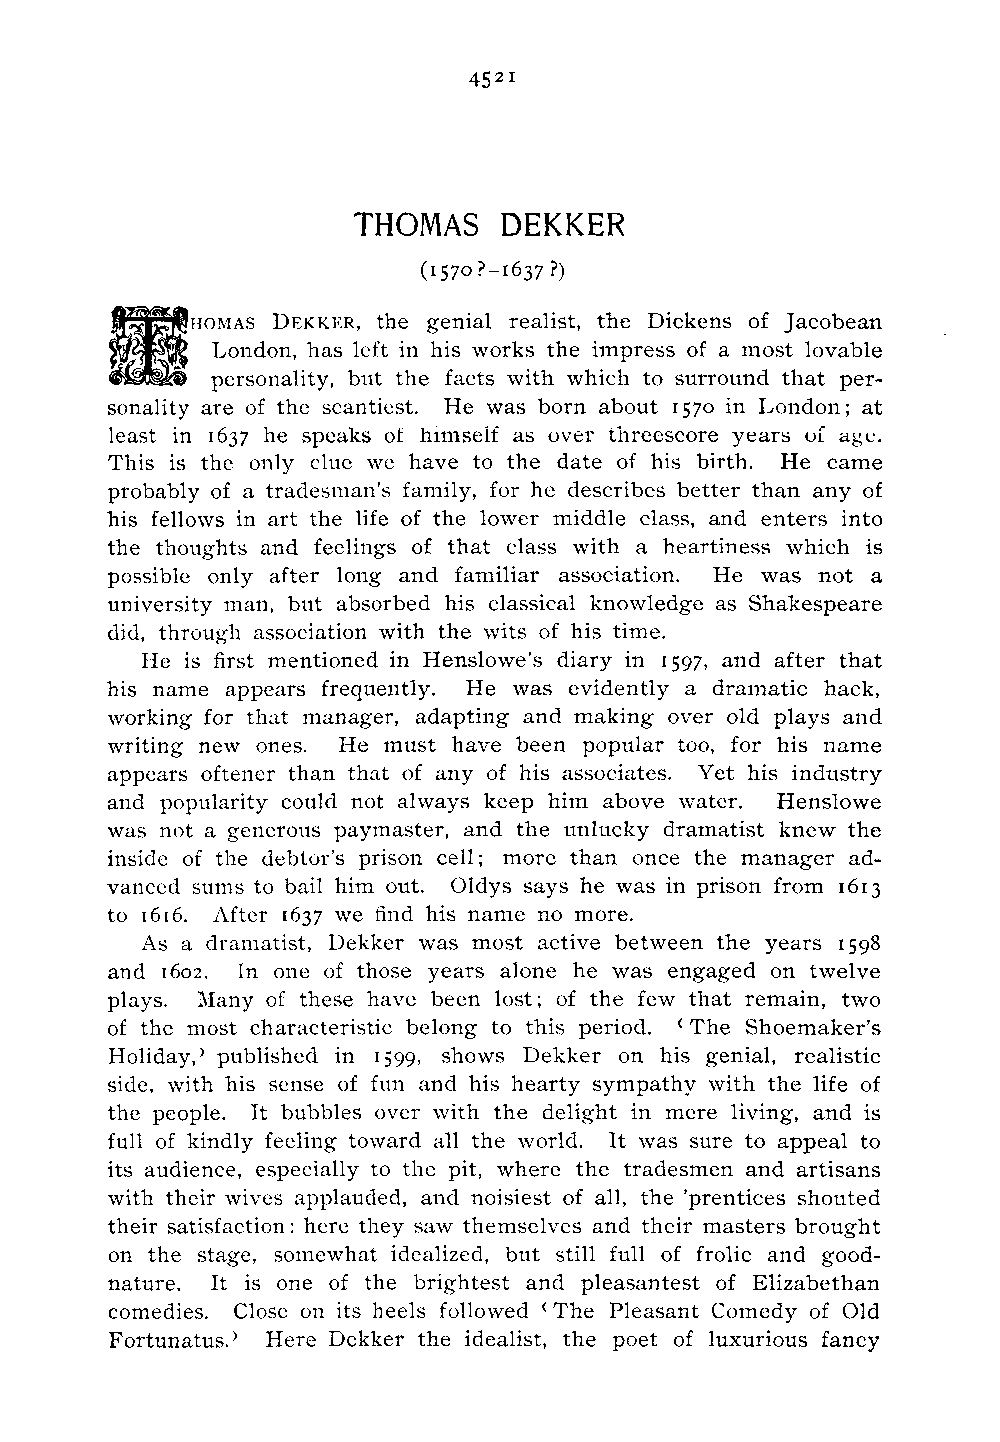 4521
THOMAS DEKKER
(1570?-1637?)
THOMAS DEKKER, the genial realist, the Dickens of Jacobean
London, has left in his works the impress of a most lovable
personality, but the facts with which to surround that per-
sonality are of the scantiest. He was born about 1570 in London; at
least in 1637 he speaks of himself as over threescore years of age.
This is the only clue we have to the date of his birth. He came
probably of a tradesman's family, for he describes better than any of
his fellows in art the life of the lower middle class, and enters into
the thoughts and feelings of that class with a heartiness which is
possible only after long and familiar association. He was not a
university man, but absorbed his classical knowledge as Shakespeare
did, through association with the wits of his time.
He is first mentioned in Henslowe's diary in 1597, and after that
his name appears frequently. He was evidently a dramatic hack,
working for that manager, adapting and making over old plays and
writing new ones. He must have been popular too, for his name
appears oftener than that of any of his associates. Yet his industry
and popularity could not always keep him above water. Henslowe
was not a generous paymaster, and the unlucky dramatist knew the
inside of the debtor's prison cell; more than once the manager ad-
vanced sums to bail him out. Oldys says he was in prison from 1613
to 1616. After 1637 we find his name no more.
As a dramatist, Dekker was most active between the years 1598
and 1602. In one of those years alone he was engaged on twelve
plays. Many of these have been lost; of the few that remain, two
of the most characteristic belong to this period. ‘The Shoemaker's
Holiday,’ published in 1599, shows Dekker on his genial, realistic
side, with his sense of fun and his hearty sympathy with the life of
the people. It bubbles over with the delight in mere living, and is
full of kindly feeling toward all the world. It was sure to appeal to
its audience, especially to the pit, where the tradesmen and artisans
with their wives applauded, and noisiest of all, the 'prentices shouted
their satisfaction: here they saw themselves and their masters brought
on the stage, somewhat idealized, but still full of frolic and good-
nature. It is one of the brightest and pleasantest of Elizabethan
comedies. Close on its heels followed ‘The Pleasant Comedy of Old
Fortunatus.’ Here Dekker the idealist, the poet of luxurious fancy